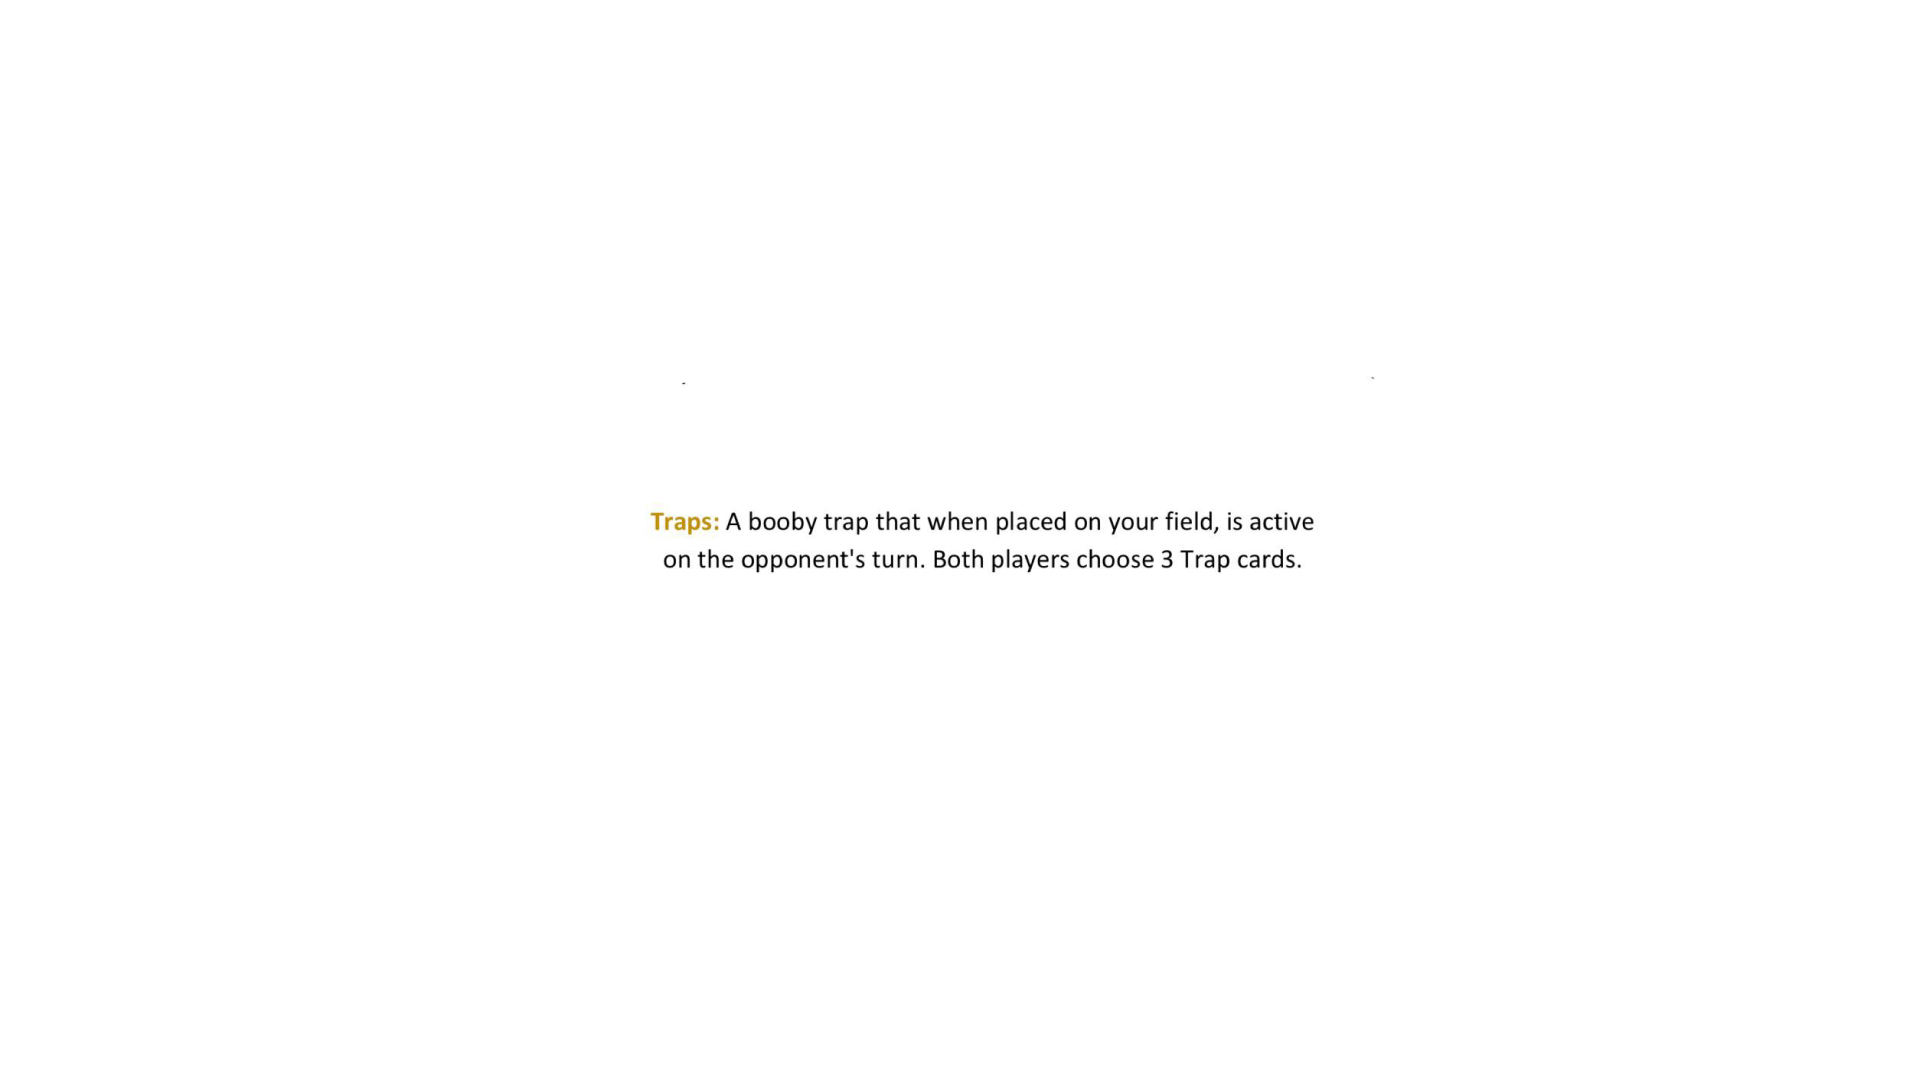 Traps: A booby trap that when placed on your field, is active
on the opponent's turn. Both players choose 3 Trap cards.